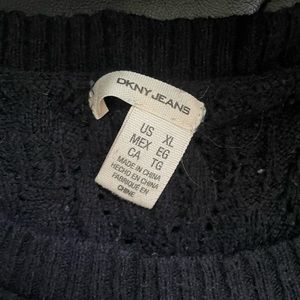 DKNY JEANS
US XL
MEX EG
CA TG
MADE IN CHINA
HECHO EN CHINA
FABRIQUÉ EN
CHINE